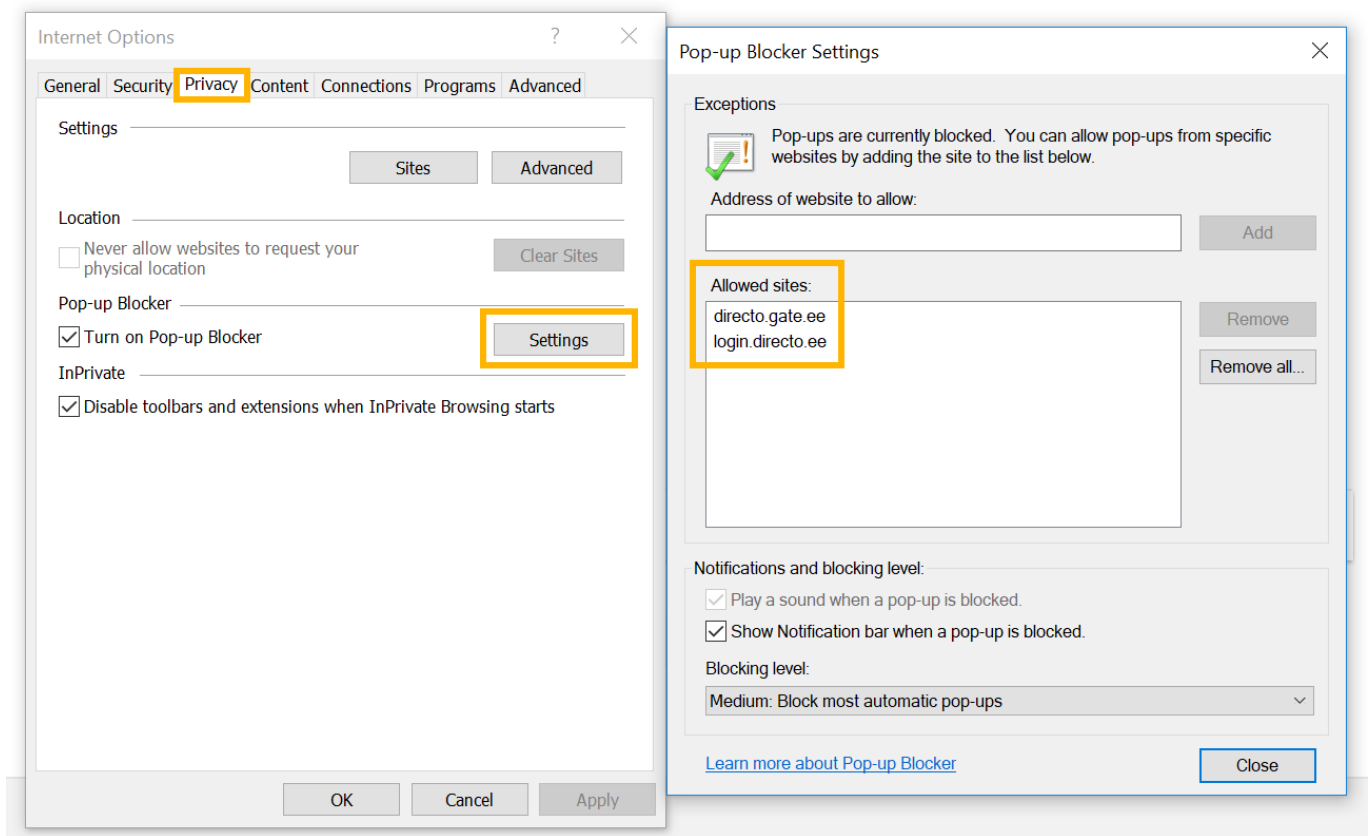 Internet Options
?
General Security Privacy Content Connections Programs Advanced
Settings
Sites Advanced
Location
Never allow websites to request your
physical location
Clear Sites
Pop-up Blocker
Turn on Pop-up Blocker
Settings
InPrivate
Disable toolbars and extensions when InPrivate Browsing starts
OK Cancel Apply
Pop-up Blocker Settings
Exceptions
Pop-ups are currently blocked. You can allow pop-ups from specific
websites by adding the site to the list below.
Address of website to allow:
Add
Allowed sites:
directo.gate.ee
login.directo.ee
Remove
Remove all...
Notifications and blocking level:
Play a sound when a pop-up is blocked.
Show Notification bar when a pop-up is blocked.
Blocking level:
Medium: Block most automatic pop-ups
Learn more about Pop-up Blocker
Close